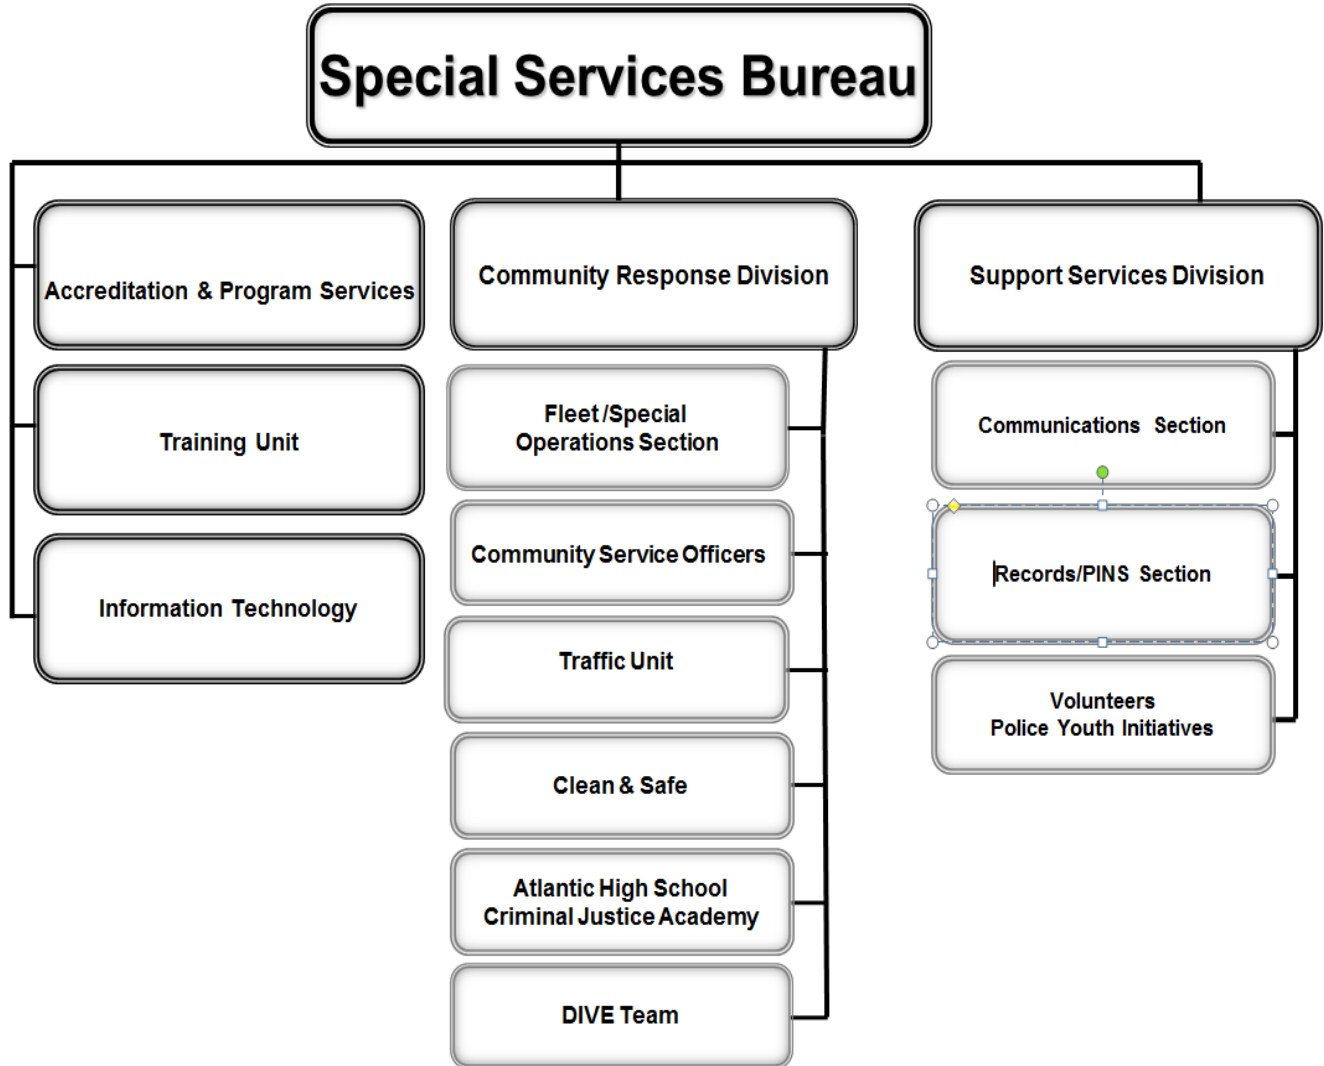 Special Services Bureau
Accreditation & Program Services
Training Unit
Information Technology
Community Response Division
Fleet /Special
Operations Section
Community Service Officers
Traffic Unit
Clean & Safe
Atlantic High School
Criminal Justice Academy
DIVE Team
Support Services Division
Communications Section
Records/PINS Section
Volunteers
Police Youth Initiatives